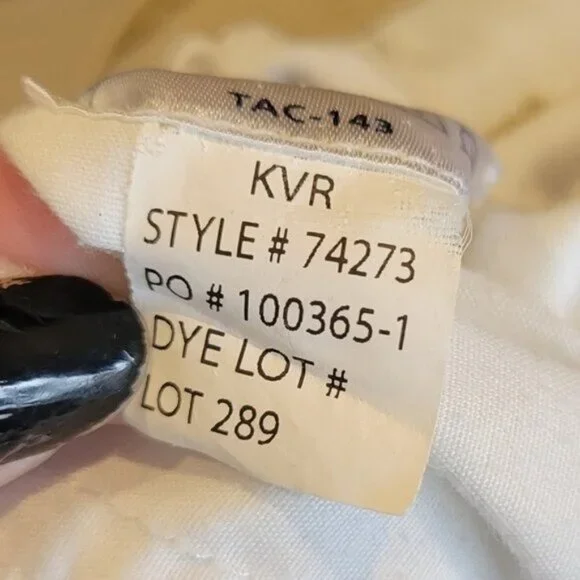 TAC-143
KVR
STYLE # 74273
PO # 100365-1
DYE LOT #
LOT 289